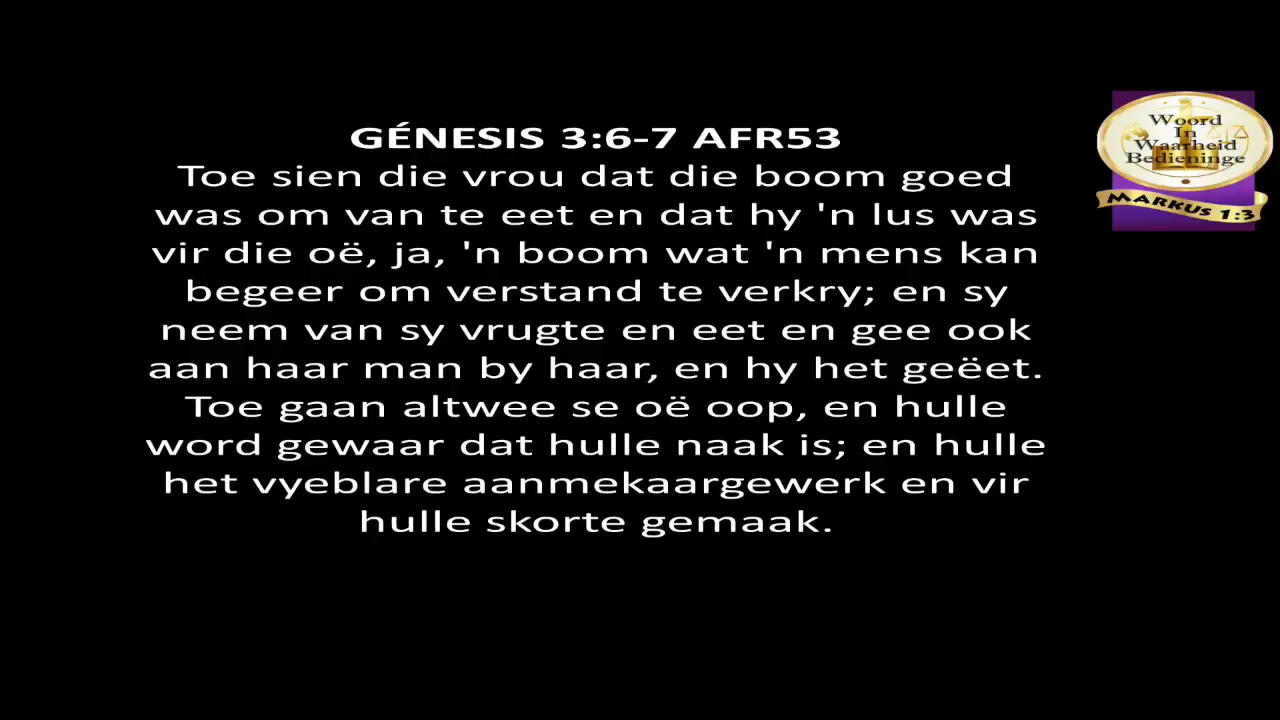 GÉNESIS 3:6-7 AFR53
Toe sien die vrou dat die boom goed
was om van te eet en dat hy 'n lus was
vir die oë, ja, 'n boom wat 'n mens kan
begeer om verstand te verkry; en sy
neem van sy vrugte en eet en gee ook
aan haar man by haar, en hy het geëet.
Toe gaan altwee se oë oop, en hulle
word gewaar dat hulle naak is; en hulle
het vyeblare aanmekaargewerk en vir
hulle skorte gemaak.
Woord
In
Waarheid
Bedieninge
MARKUS 1:3